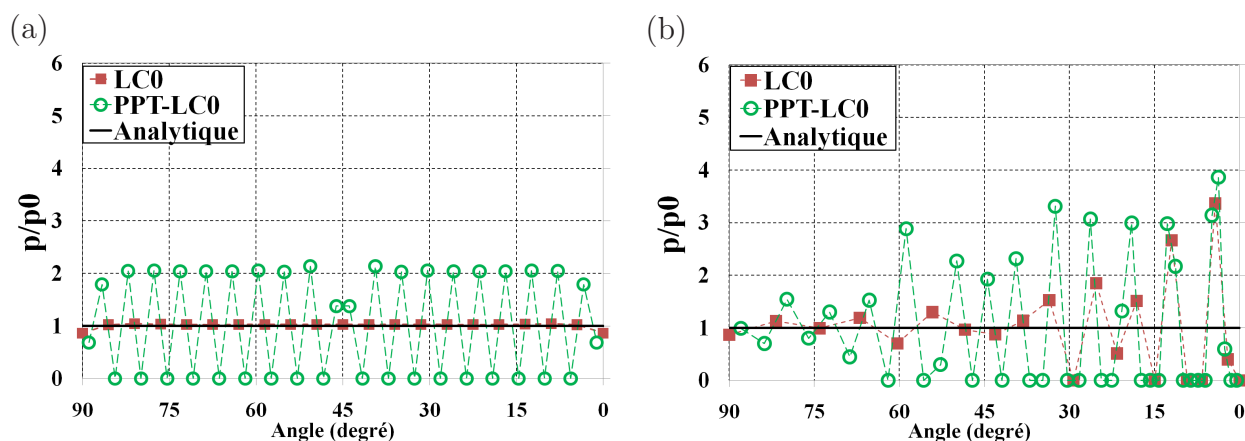 (a)
6
5
4
3
2
1
0
p/p0
LC0
PPT-LC0
Analytique
90 75 60 45 30 15 0
Angle (degré)
(b)
6
5
4
3
2
1
0
p/p0
LC0
PPT-LC0
Analytique
90 75 60 45 30 15 0
Angle (degré)